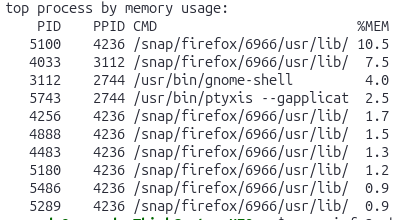 top process by memory usage:
PID PPID CMD %MEM
5100 4236 /snap/firefox/6966/usr/lib/ 10.5
4033 3112 /snap/firefox/6966/usr/lib/ 7.5
3112 2744 /usr/bin/gnome-shell 4.0
5743 2744 /usr/bin/ptyxis --gapplicat 2.5
4256 4236 /snap/firefox/6966/usr/lib/ 1.7
4888 4236 /snap/firefox/6966/usr/lib/ 1.5
4483 4236 /snap/firefox/6966/usr/lib/ 1.3
5180 4236 /snap/firefox/6966/usr/lib/ 1.2
5486 4236 /snap/firefox/6966/usr/lib/ 0.9
5289 4236 /snap/firefox/6966/usr/lib/ 0.9